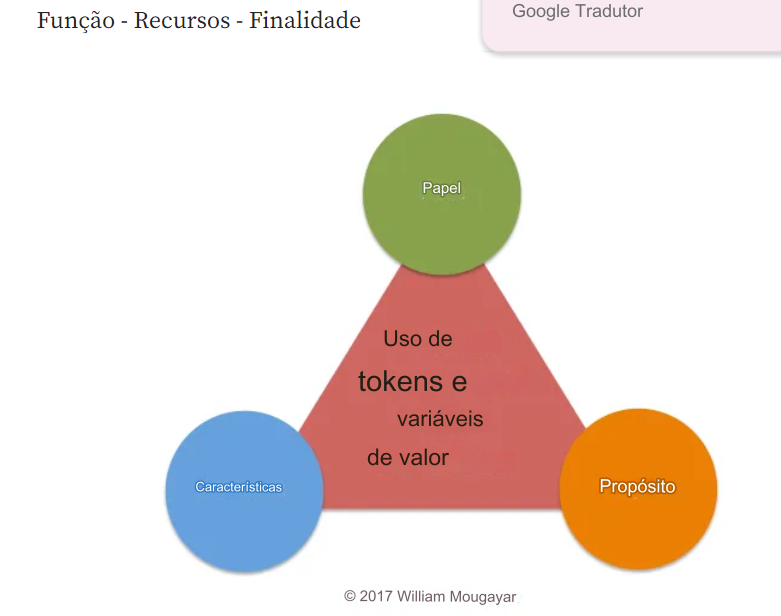 Função - Recursos - Finalidade
Google Tradutor
Papel
Uso de
tokens e
variáveis
de valor
Características
Propósito
© 2017 William Mougayar